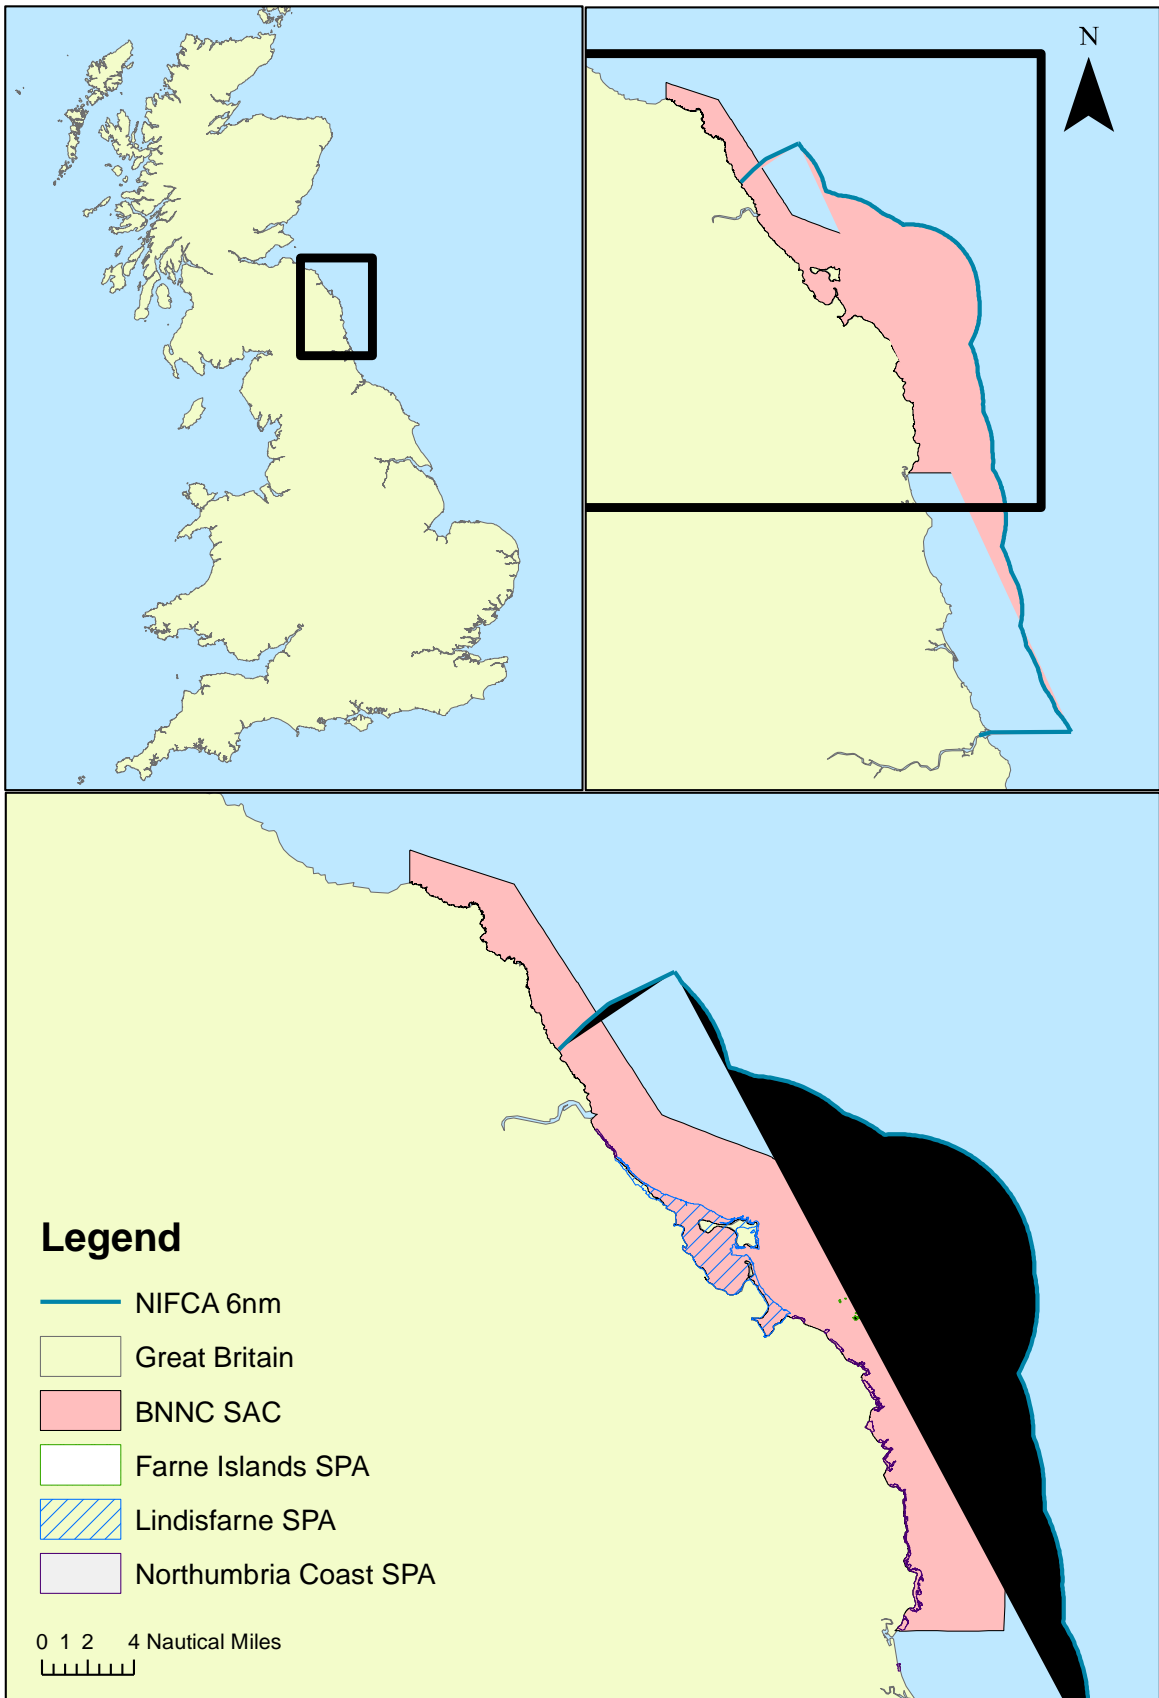 N
Legend
NIFCA 6nm
Great Britain
BNNC SAC
Farne Islands SPA
Lindisfarne SPA
Northumbria Coast SPA
0 1 2 4 Nautical Miles